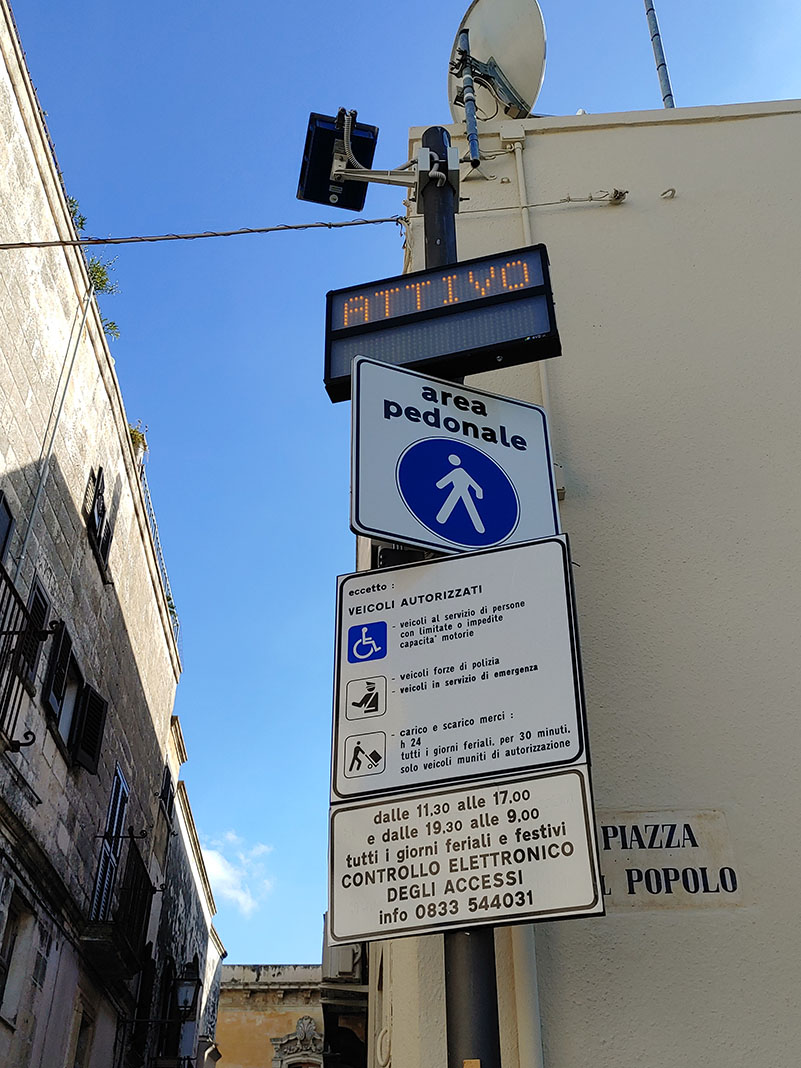 ATTIVO
area
pedonale
eccetto :
VEICOLI AUTORIZZATI
- veicoli al servizio di persone
con limitate o impedite
capacita' motorie
- veicoli forze di polizia
- veicoli in servizio di emergenza
- carico e scarico merci :
h 24
tutti i giorni feriali, per 30 minuti,
solo veicoli muniti di autorizzazione
dalle 11.30 alle 17.00
e dalle 19.30 alle 9.00
tutti i giorni feriali e festivi
CONTROLLO ELETTRONICO
DEGLI ACCESSI
info 0833 544031
PIAZZA
L POPOLO